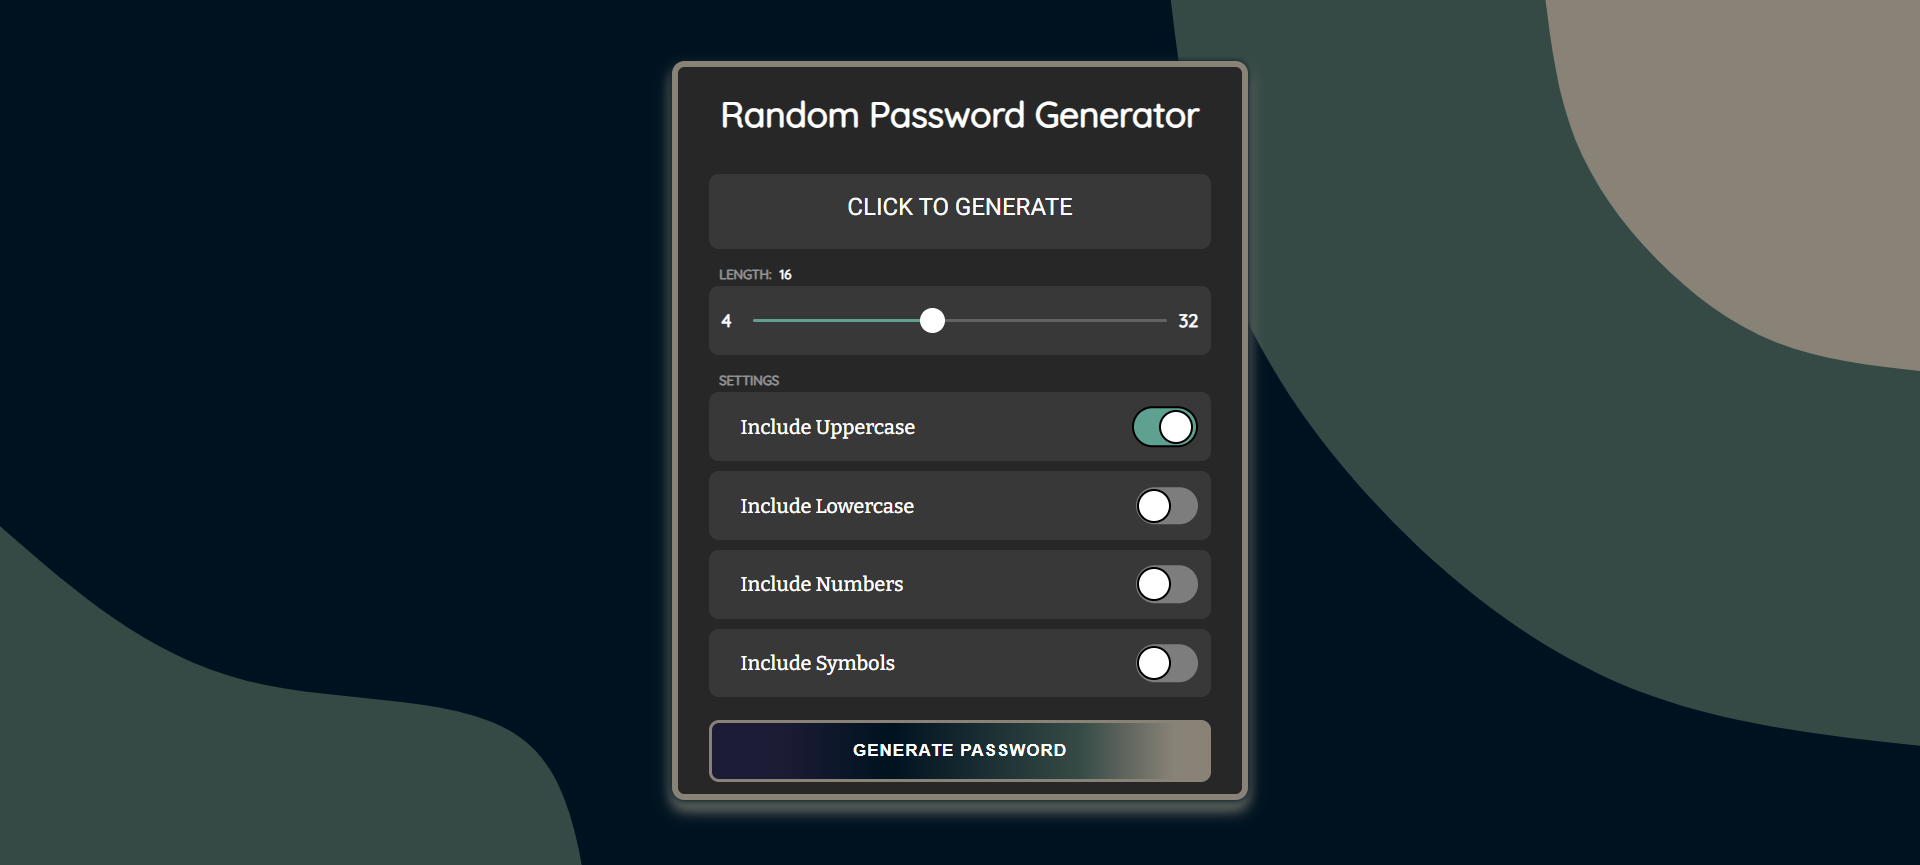 Random Password Generator
CLICK TO GENERATE
LENGTH: 16
4 32
SETTINGS
Include Uppercase
Include Lowercase
Include Numbers
Include Symbols
GENERATE PASSWORD